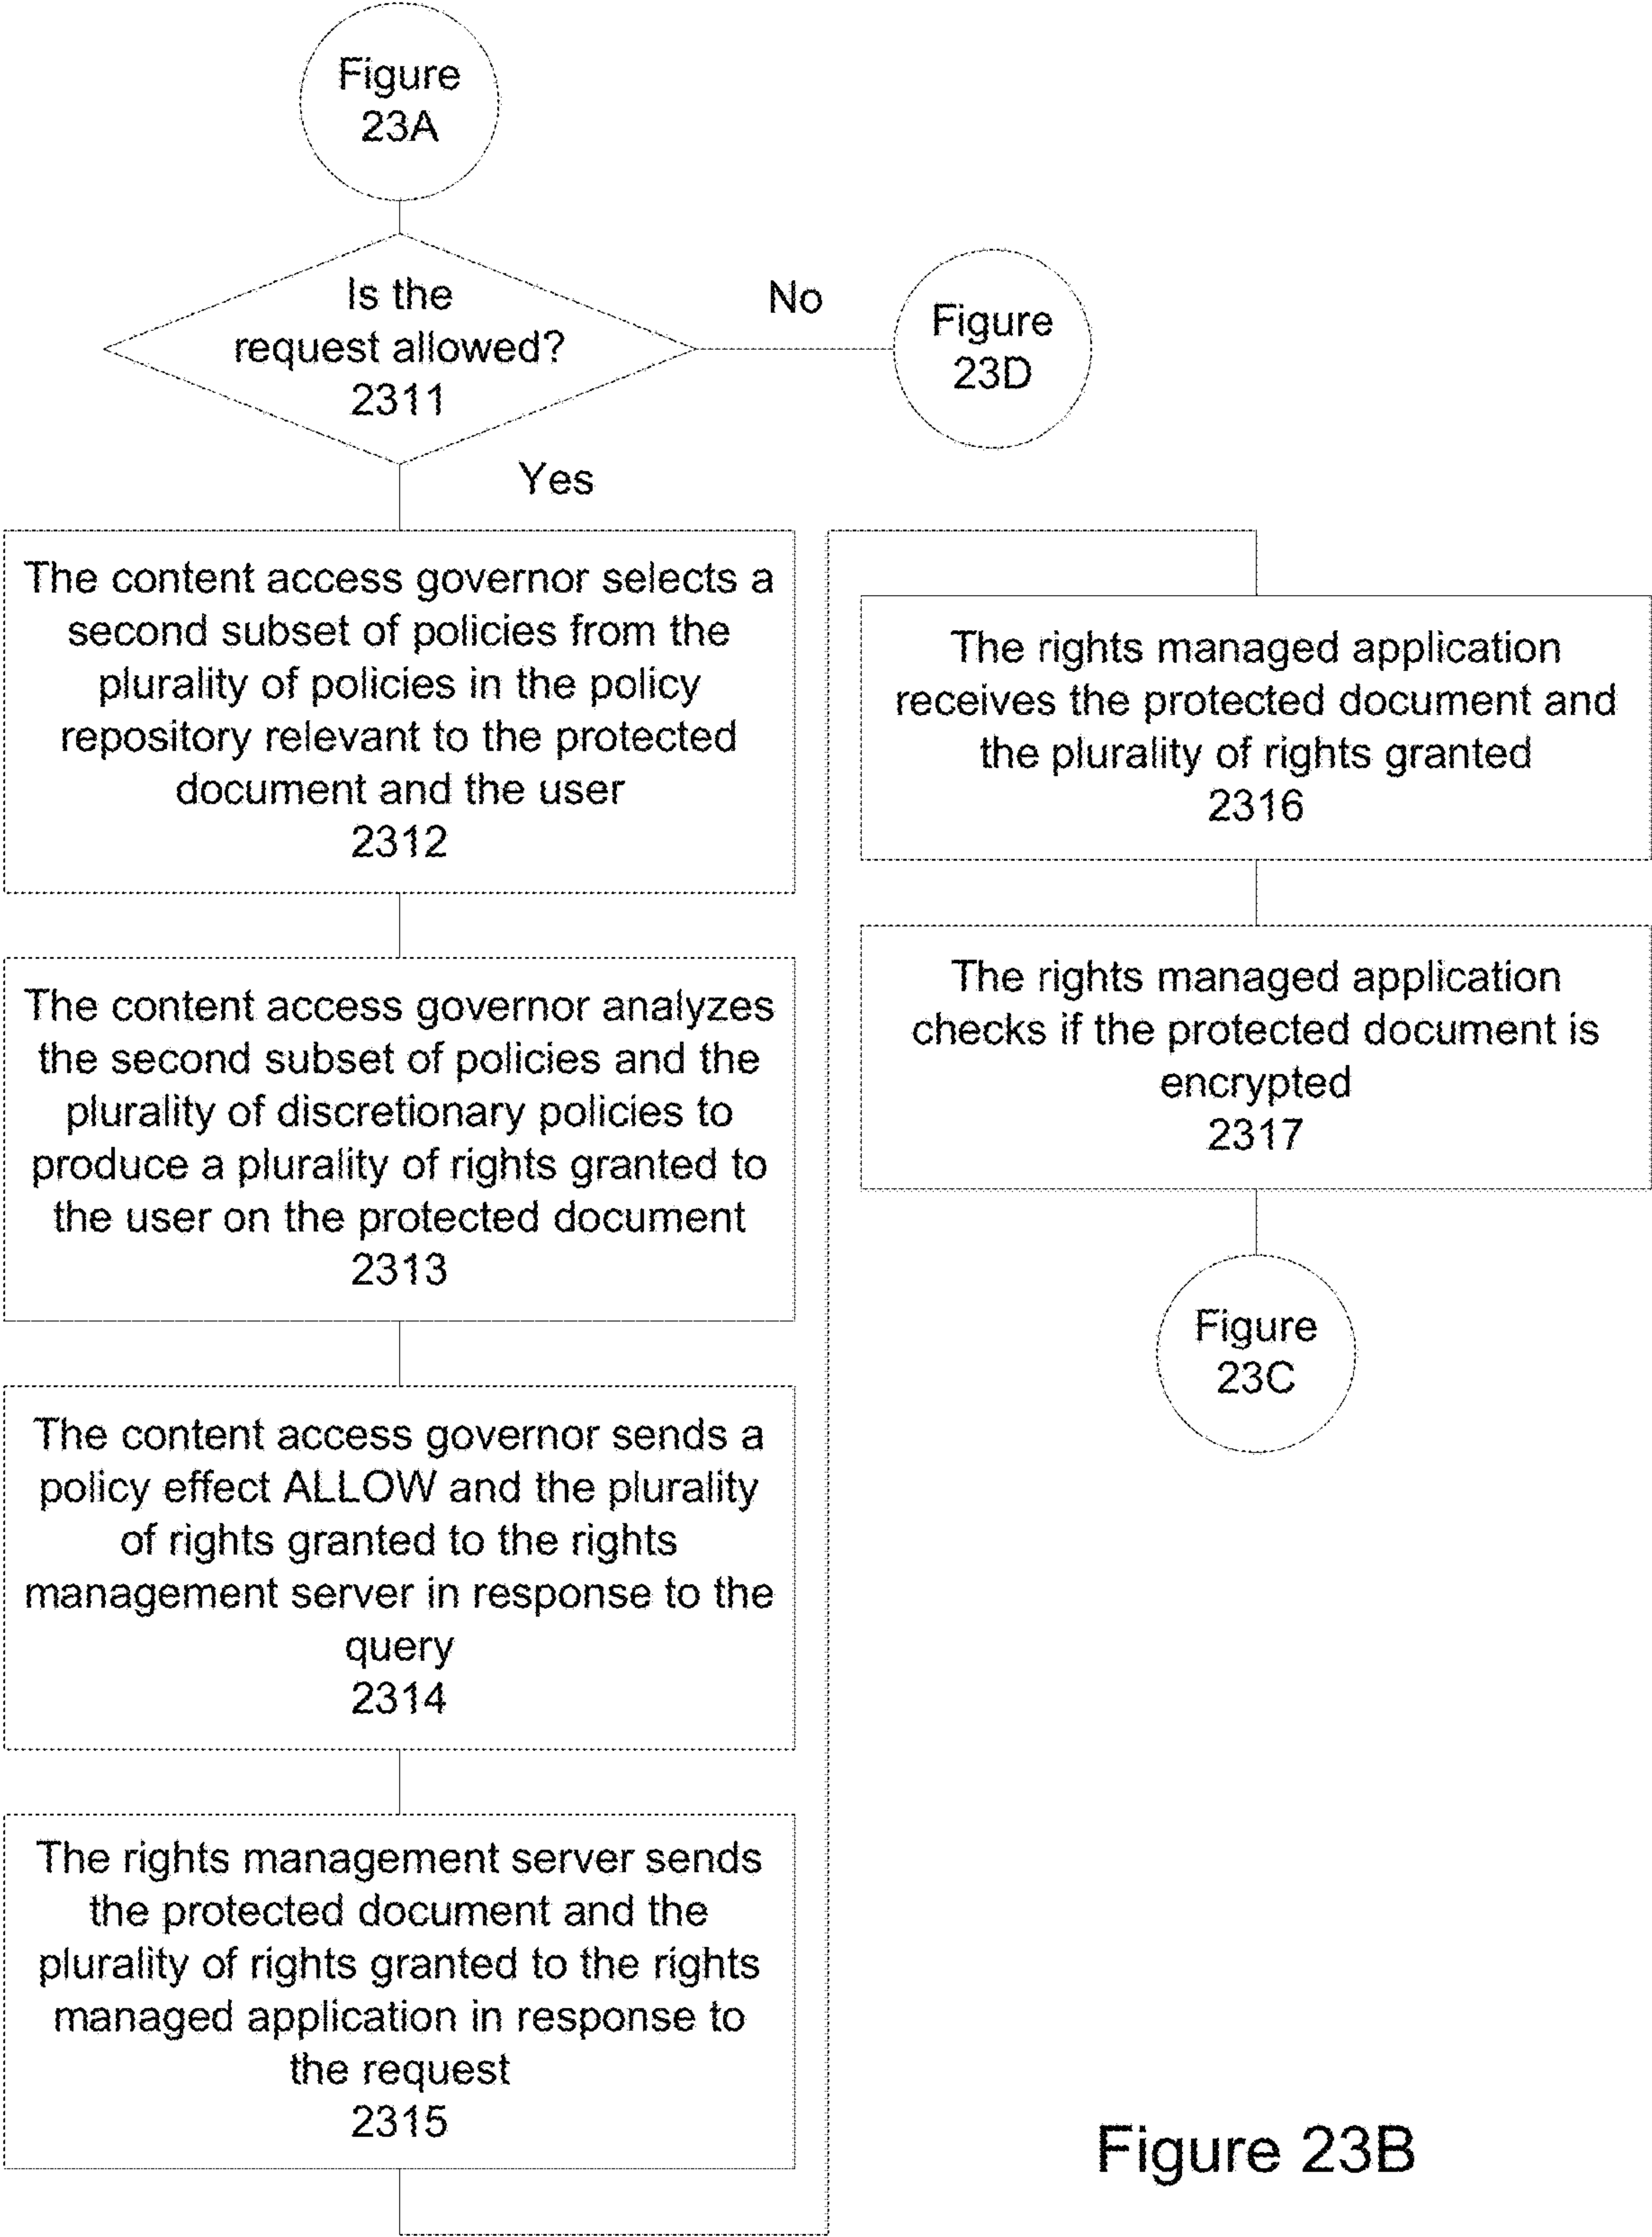 Figure
23A
Is the
request allowed?
2311
No
Figure
23D
Yes
The content access governor selects a
second subset of policies from the
plurality of policies in the policy
repository relevant to the protected
document and the user
2312
The content access governor analyzes
the second subset of policies and the
plurality of discretionary policies to
produce a plurality of rights granted to
the user on the protected document
2313
The content access governor sends a
policy effect ALLOW and the plurality
of rights granted to the rights
management server in response to the
query
2314
The rights management server sends
the protected document and the
plurality of rights granted to the rights
managed application in response to
the request
2315
The rights managed application
receives the protected document and
the plurality of rights granted
2316
The rights managed application
checks if the protected document is
encrypted
2317
Figure
23C
Figure 23B